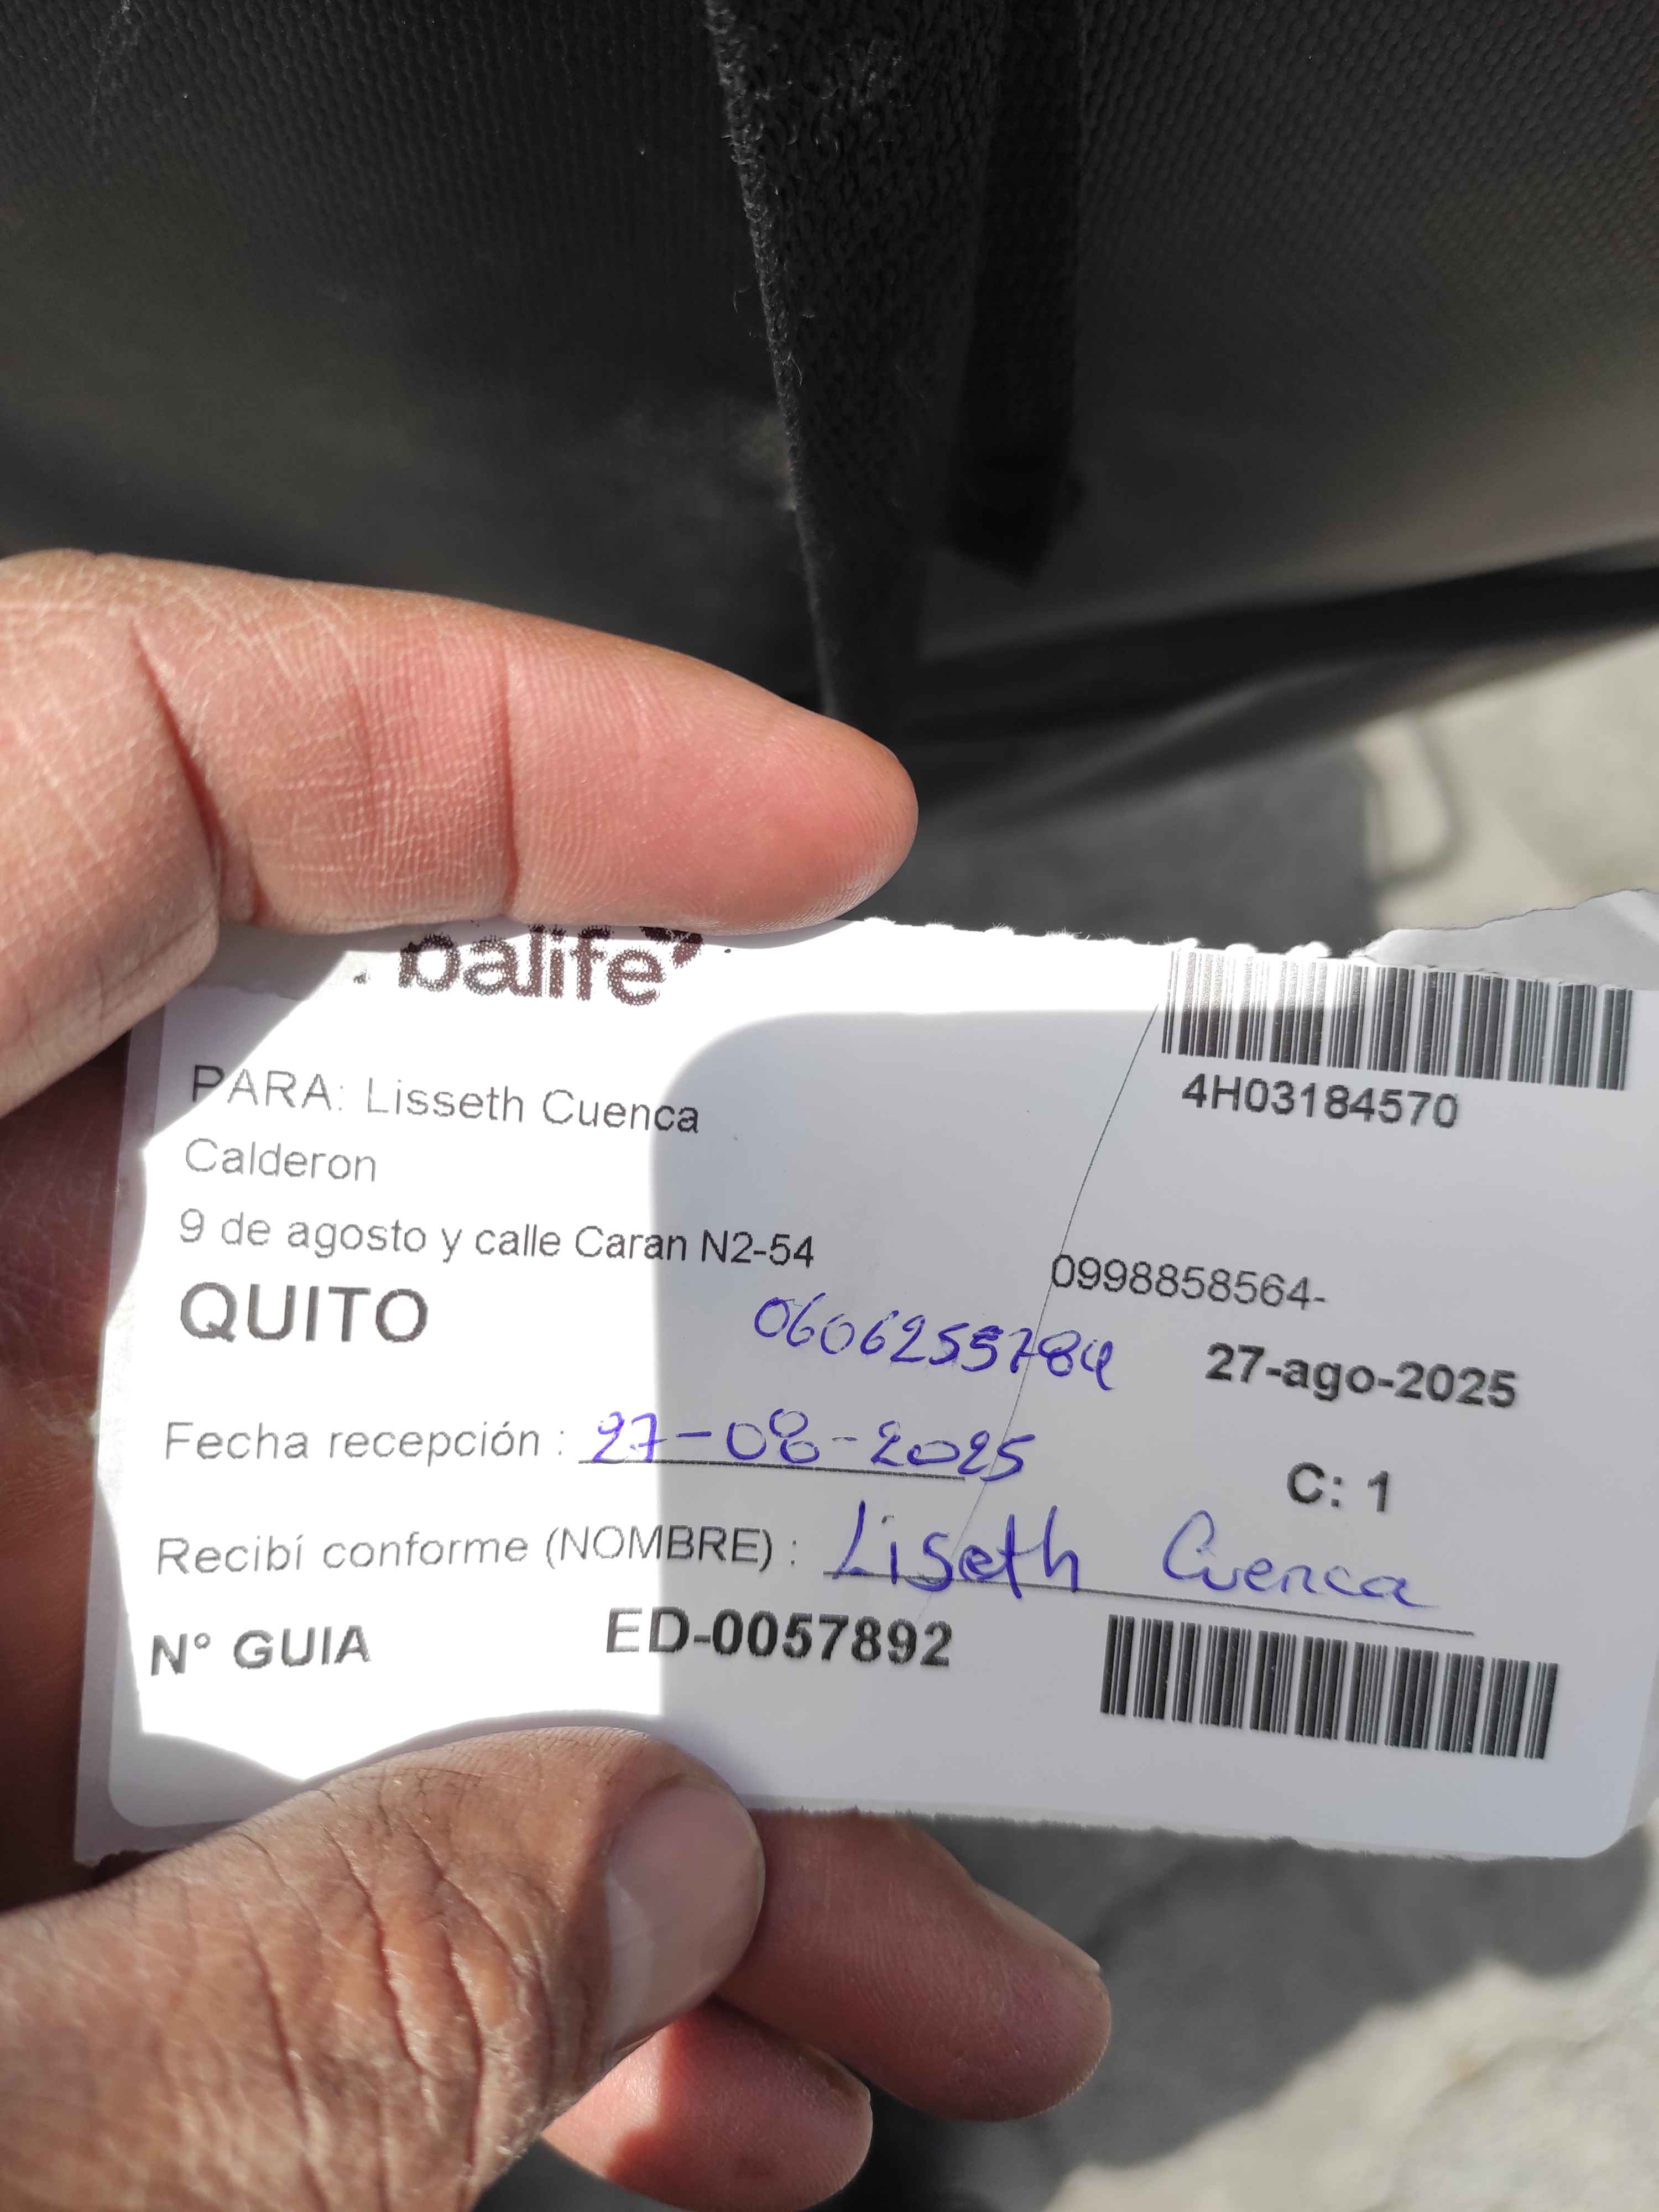 balife
4H03184570
PARA: Lisseth Cuenca
Calderon
9 de agosto y calle Caran N2-54
0998858564-
QUITO
0606255784
27-ago-2025
Fecha recepción : 27-08-2025
C: 1
Recibí conforme (NOMBRE) : Liseth Cuenca
N° GUIA ED-0057892